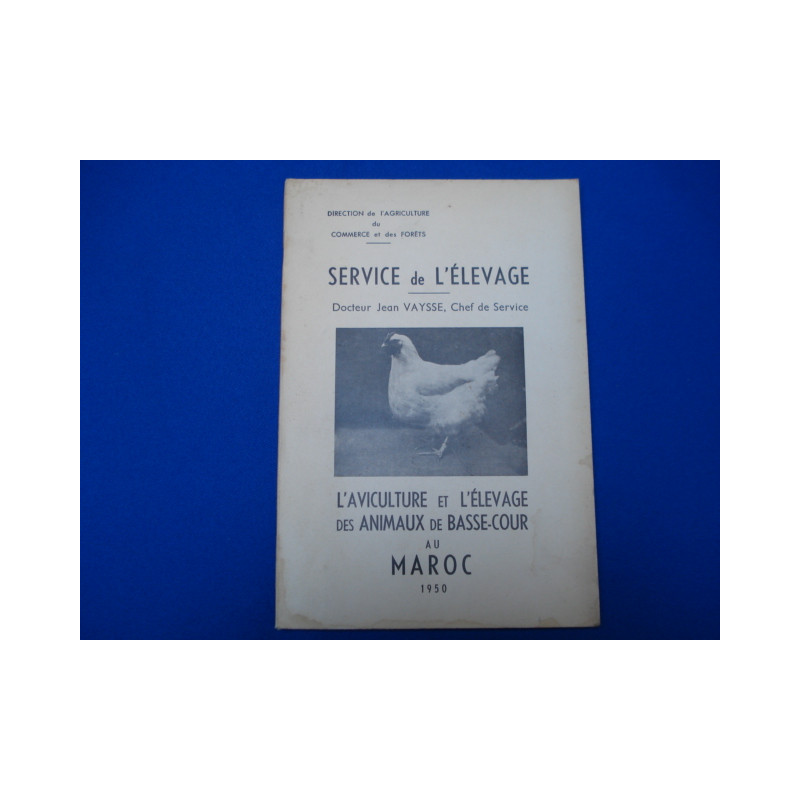 DIRECTION de l'AGRICULTURE
du
COMMERCE et des FORÊTS
SERVICE de L'ÉLEVAGE
Docteur Jean VAYSSE, Chef de Service
L'AVICULTURE ET L'ÉLEVAGE
DES ANIMAUX DE BASSE-COUR
AU
MAROC
1950